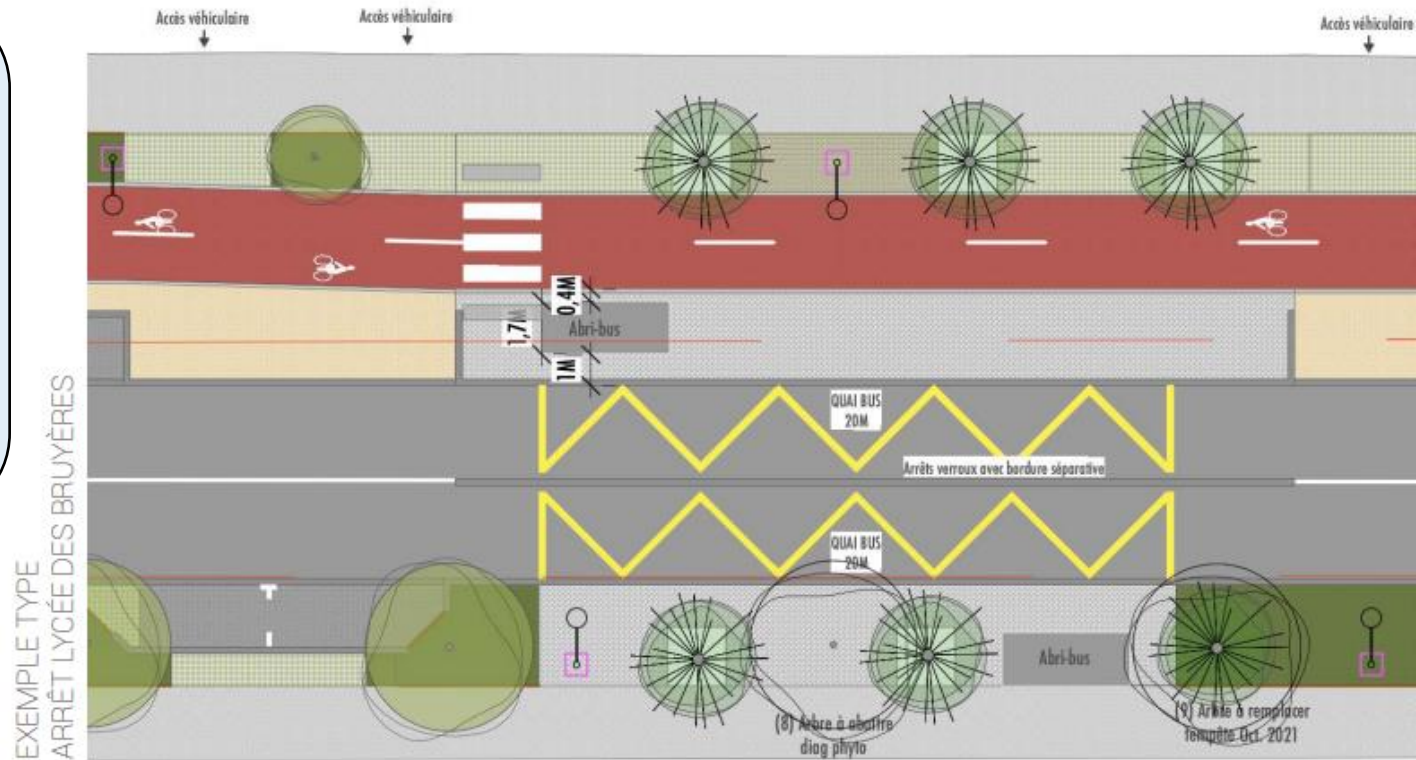 Accès véhiculaire
Accès véhiculaire
Accès véhiculaire
0,4M
1,7M
Abri-bus
1M
QUAI BUS
20M
Arrêts verroux avec bordure séparative
QUAI BUS
20M
Abri-bus
(8) Arbre à abattre
diag phyto
(9) Arbre à remplacer
Tempête Oct. 2021
EXEMPLE TYPE
ARRÊT LYCÉE DES BRUYÈRES